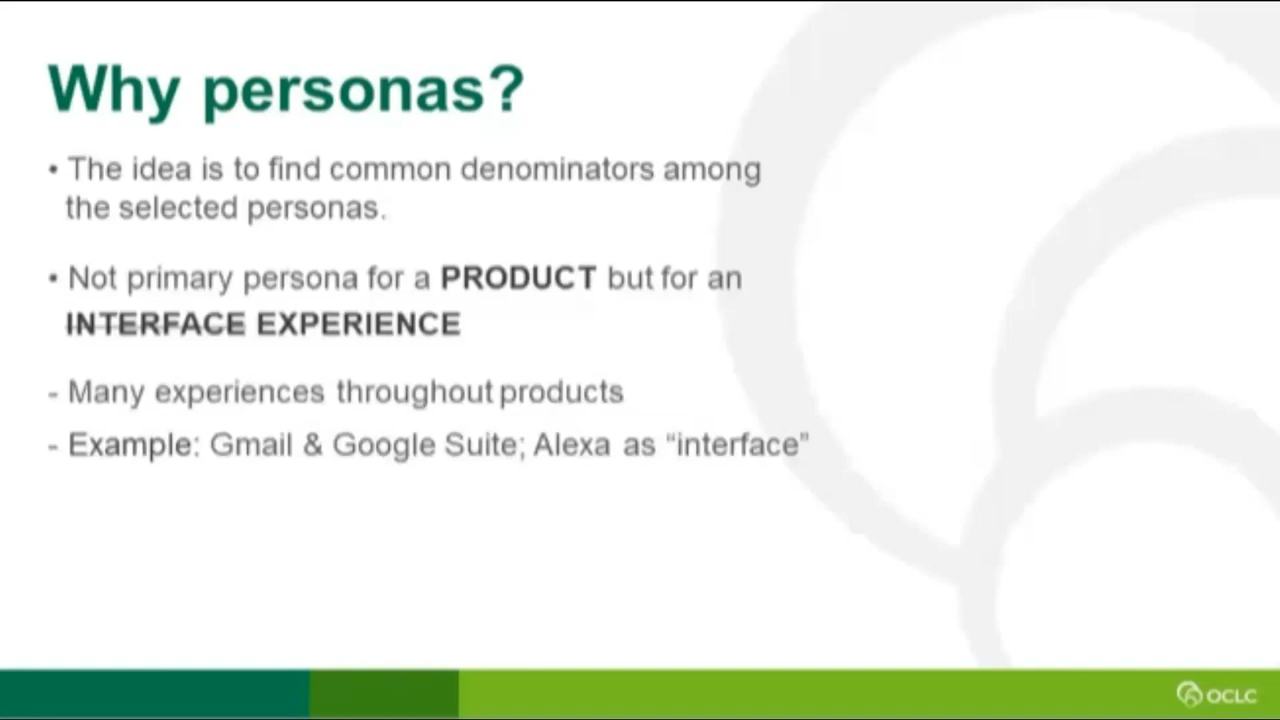 Why personas?
• The idea is to find common denominators among
the selected personas.
• Not primary persona for a PRODUCT but for an
INTERFACE EXPERIENCE
- Many experiences throughout products
- Example: Gmail & Google Suite; Alexa as “interface”
OCLC